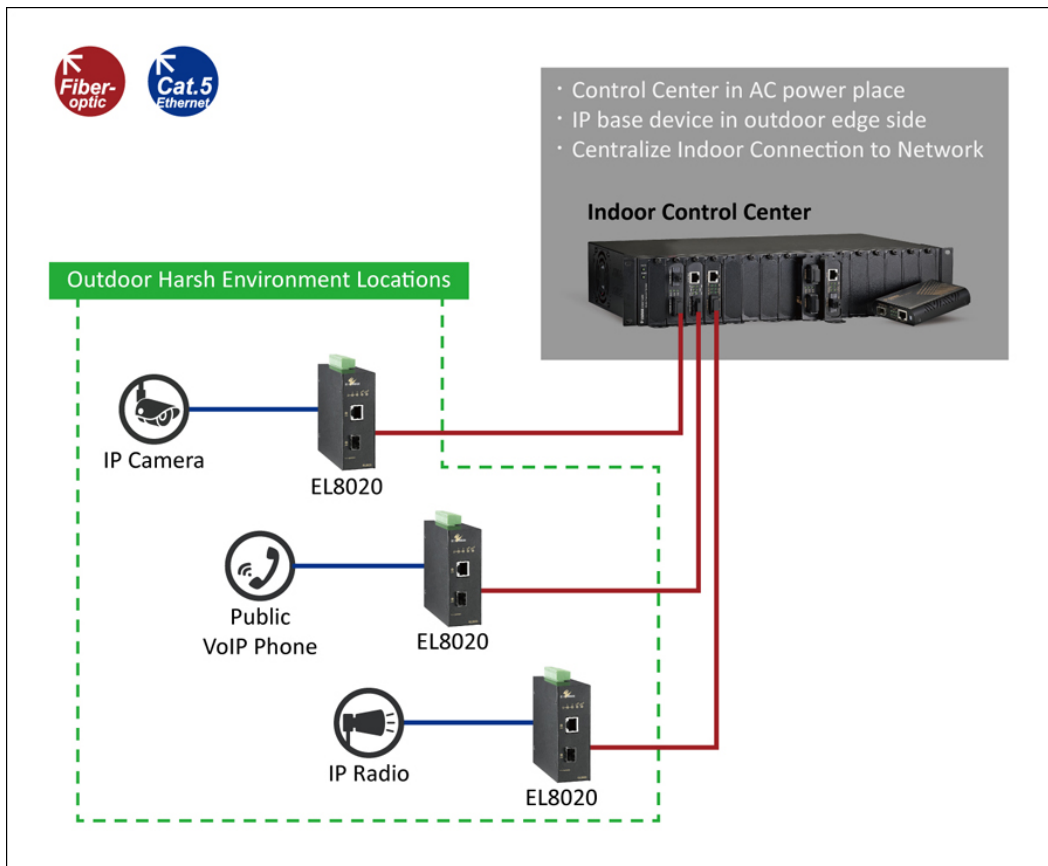 Fiber-
optic
Cat.5
Ethernet
· Control Center in AC power place
· IP base device in outdoor edge side
· Centralize Indoor Connection to Network
Indoor Control Center
Outdoor Harsh Environment Locations
IP Camera
EL8020
Public
VoIP Phone
EL8020
IP Radio
EL8020